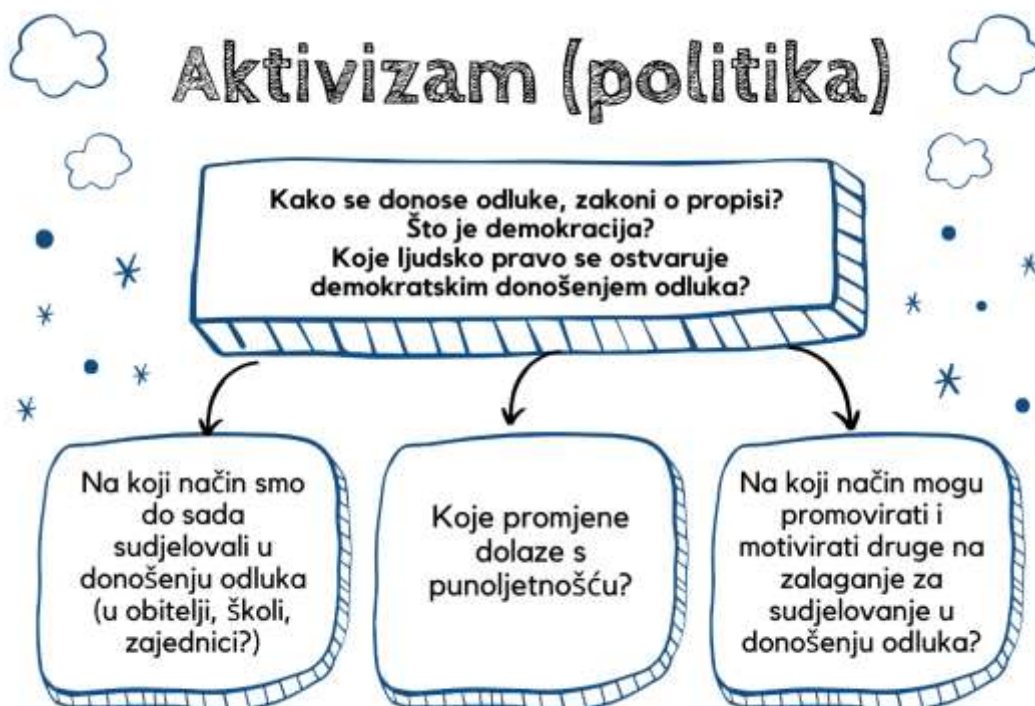 Aktivizam (politika)
Kako se donose odluke, zakoni o propisi?
Što je demokracija?
Koje ljudsko pravo se ostvaruje
demokratskim donošenjem odluka?
Na koji način smo
do sada
sudjelovali u
donošenju odluka
(u obitelji, školi,
zajednici?)
Koje promjene
dolaze s
punoljetnošću?
Na koji način mogu
promovirati i
motivirati druge na
zalaganje za
sudjelovanje u
donošenju odluka?